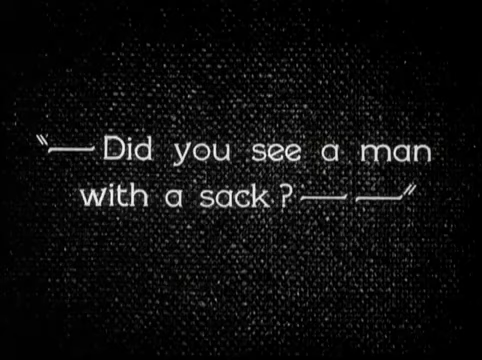 "— Did you see a man
with a sack? — —"